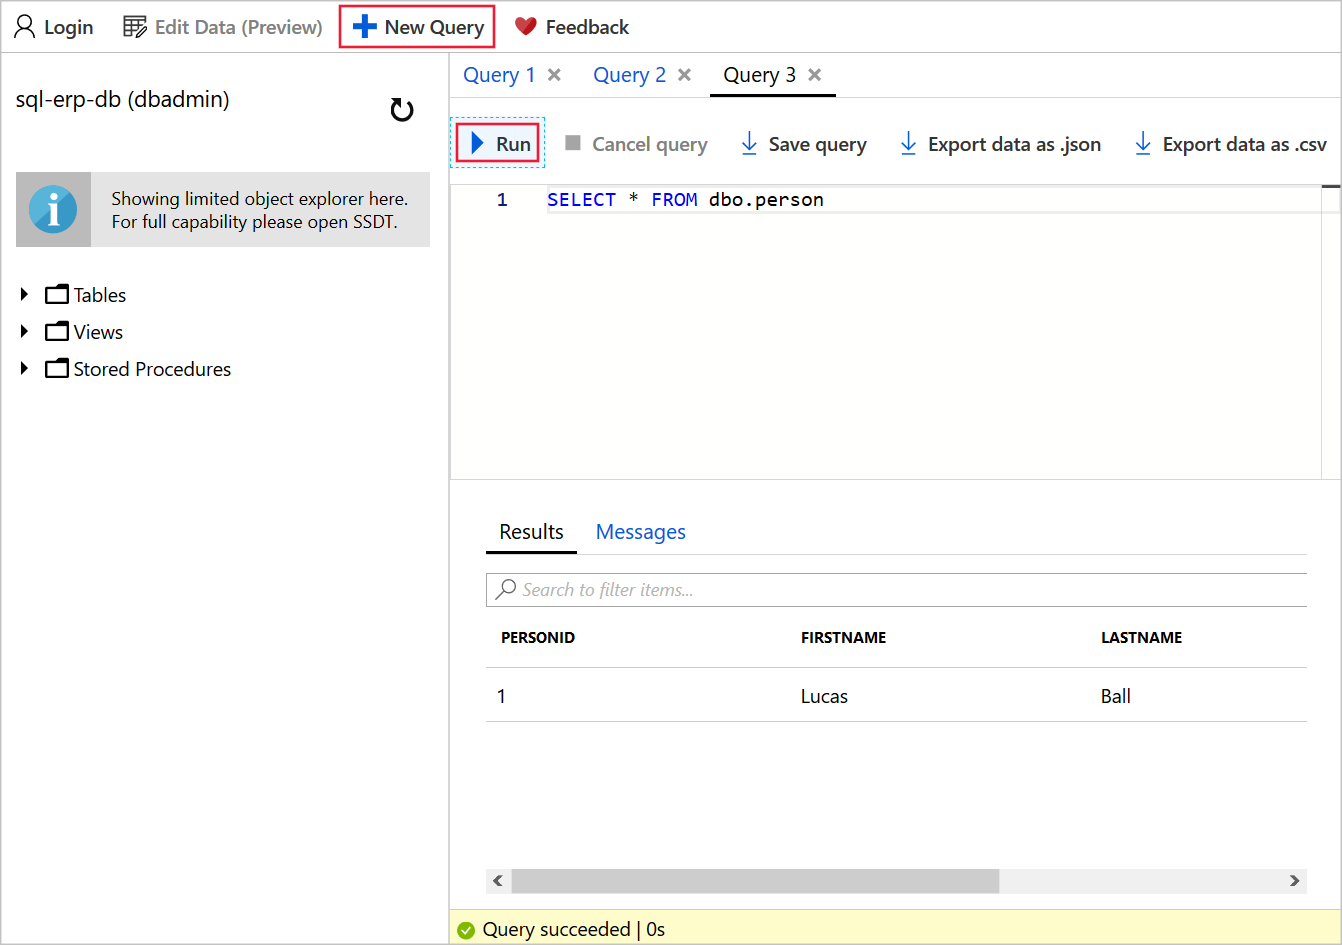 Login Edit Data (Preview) New Query Feedback
sql-erp-db (dbadmin)
Showing limited object explorer here.
For full capability please open SSDT.
Tables
Views
Stored Procedures
Query 1 Query 2 Query 3
Run Cancel query Save query Export data as .json Export data as .csv
1 SELECT * FROM dbo.person
Results Messages
Search to filter items...
PERSONID FIRSTNAME LASTNAME
1 Lucas Ball
Query succeeded | 0s